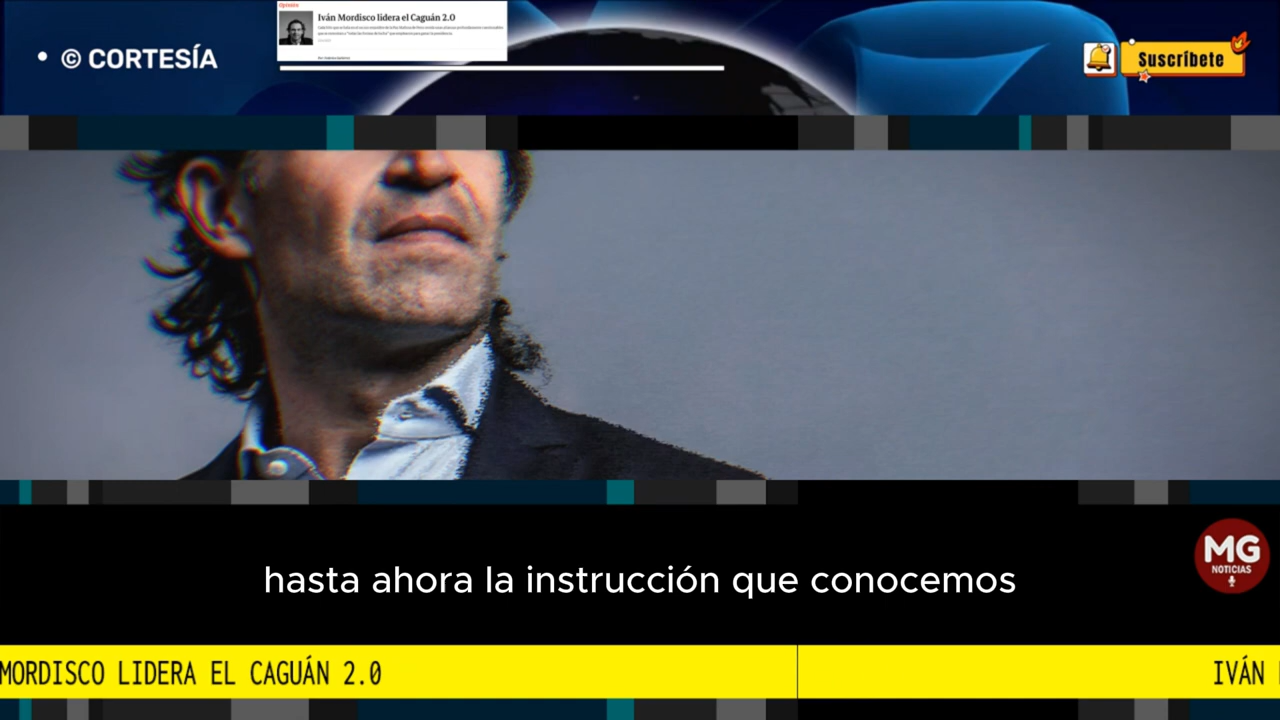 • © CORTESÍA
Opinión
Iván Mordisco lidera el Caguán 2.0
Suscríbete
hasta ahora la instrucción que conocemos
MG
NOTICIAS
MORDISCO LIDERA EL CAGUÁN 2.0
IVÁN